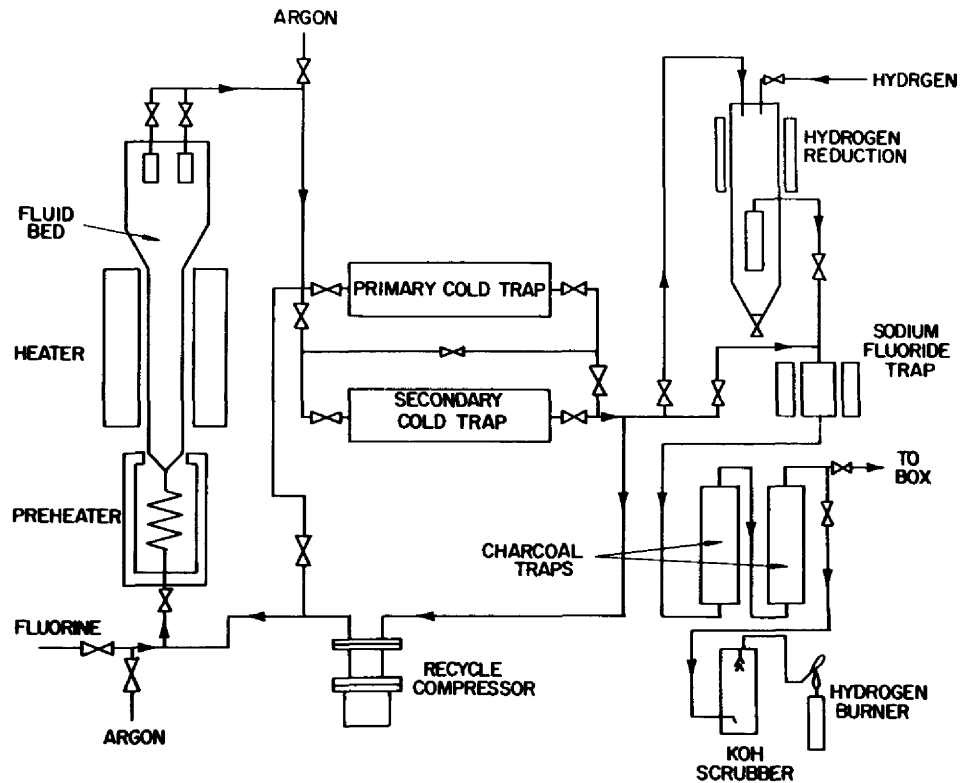 ARGON
HYDRGEN
HYDROGEN
REDUCTION
FLUID
BED
PRIMARY COLD TRAP
HEATER
SODIUM
FLUORIDE
TRAP
SECONDARY
COLD TRAP
TO
BOX
PREHEATER
CHARCOAL
TRAPS
FLUORINE
RECYCLE
COMPRESSOR
HYDROGEN
BURNER
ARGON
KOH
SCRUBBER